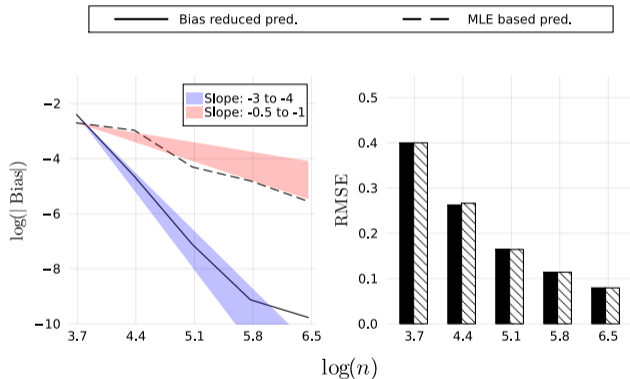 Bias reduced pred.
MLE based pred.
Slope: -3 to -4
Slope: -0.5 to -1
log(| Bias|)
−2
−4
−6
−8
−10
3.7 4.4 5.1 5.8 6.5
RMSE
0.5
0.4
0.3
0.2
0.1
0.0
3.7 4.4 5.1 5.8 6.5
log(n)